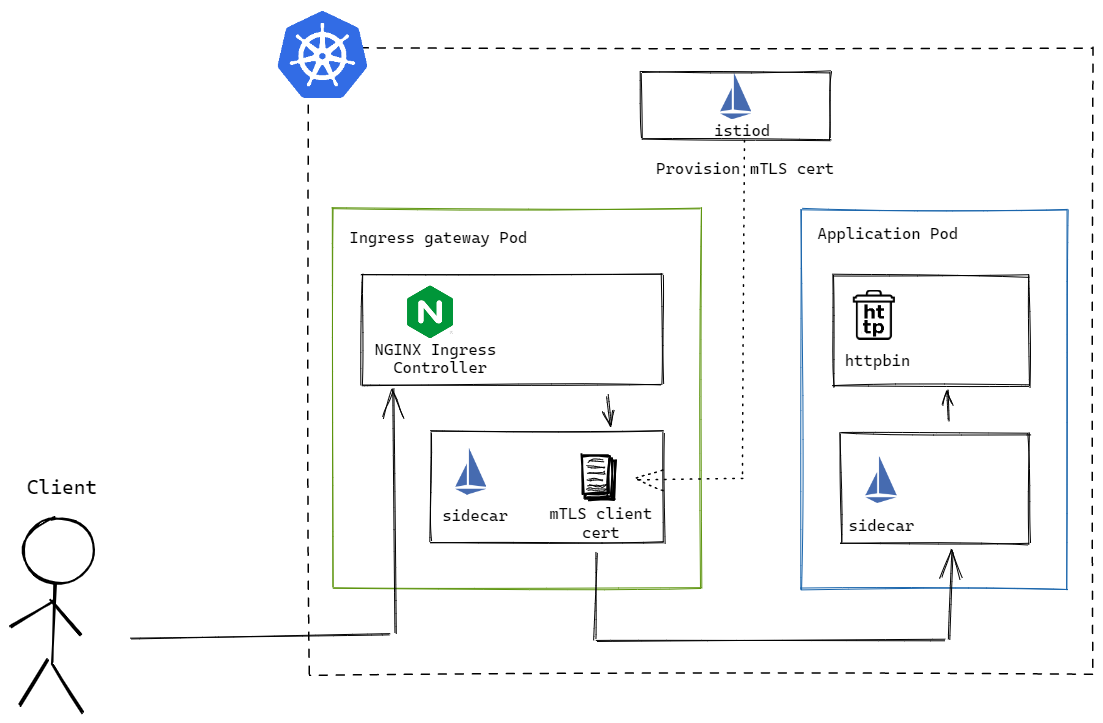 istiod
Provision mTLS cert
Ingress gateway Pod
NGINX Ingress
Controller
sidecar
mTLS client
cert
Application Pod
ht
tp
httpbin
sidecar
Client